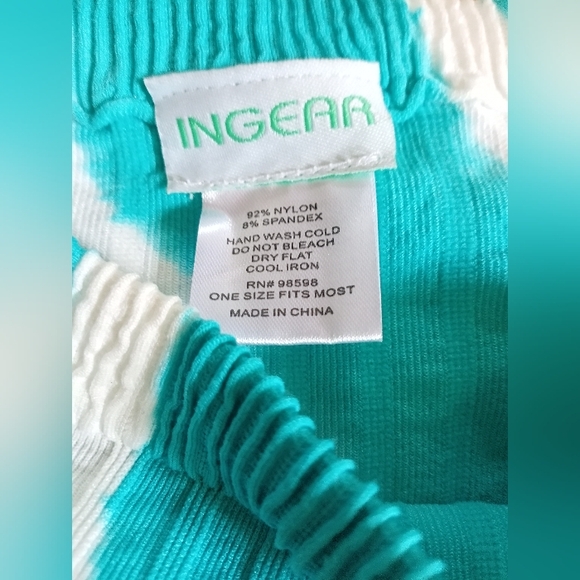 INGEAR
92% NYLON
8% SPANDEX
HAND WASH COLD
DO NOT BLEACH
DRY FLAT
COOL IRON
RN# 98598
ONE SIZE FITS MOST
MADE IN CHINA